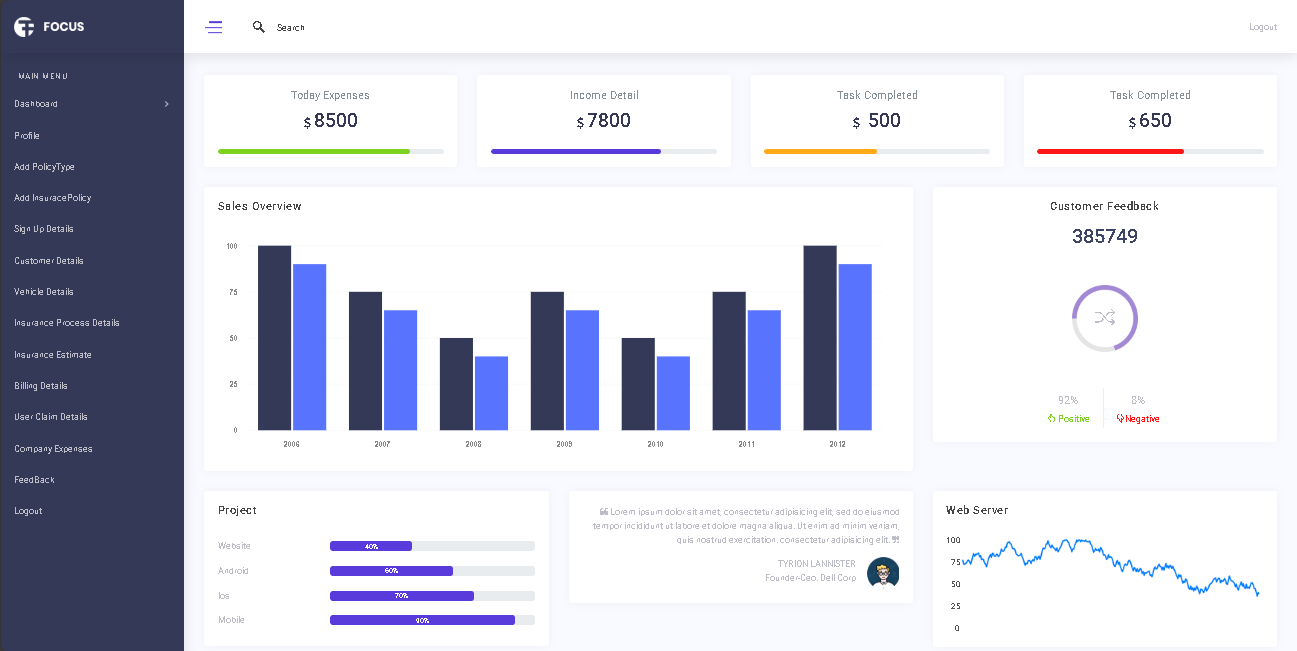 FOCUS
Search
Logout
MAIN MENU
Dashboard
Profile
Add PolicyType
Add InsuracePolicy
Sign Up Details
Customer Details
Vehicle Details
Insurance Process Details
Insurance Estimate
Billing Details
User Claim Details
Company Expenses
FeedBack
Logout
Today Expenses
$ 8500
Income Detail
$ 7800
Task Completed
$ 500
Task Completed
$ 650
Sales Overview
100
75
50
25
0
2006 2007 2008 2009 2010 2011 2012
Customer Feedback
385749
92% 8%
Positive Negative
Project
Website 40%
Android 60%
Ios 70%
Mobile 90%
❝ Lorem ipsum dolor sit amet, consectetur adipisicing elit, sed do eiusmod
tempor incididunt ut labore et dolore magna aliqua. Ut enim ad minim veniam,
quis nostrud exercitation; consectetur adipisicing elit.❞
TYRION LANNISTER
Founder-Ceo. Dell Corp
Web Server
100
75
50
25
0